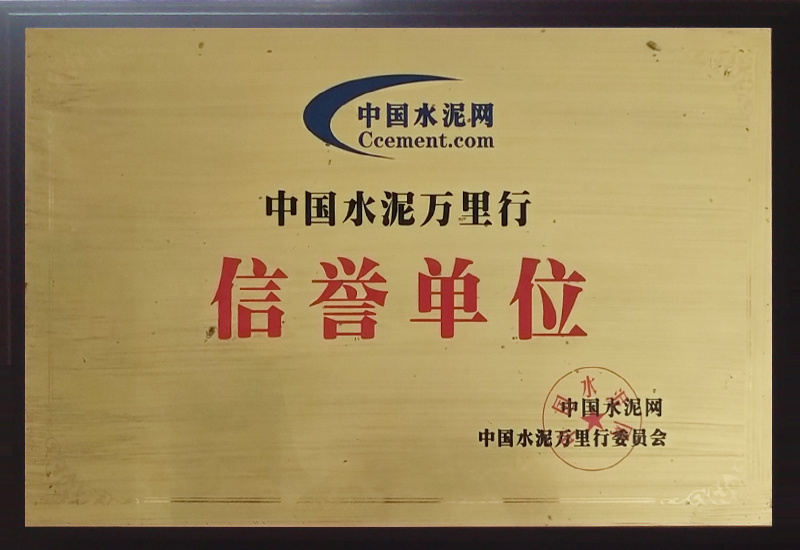 中国水泥网
Ccement.com
中国水泥万里行
信誉单位
中国水泥网
中国水泥万里行委员会